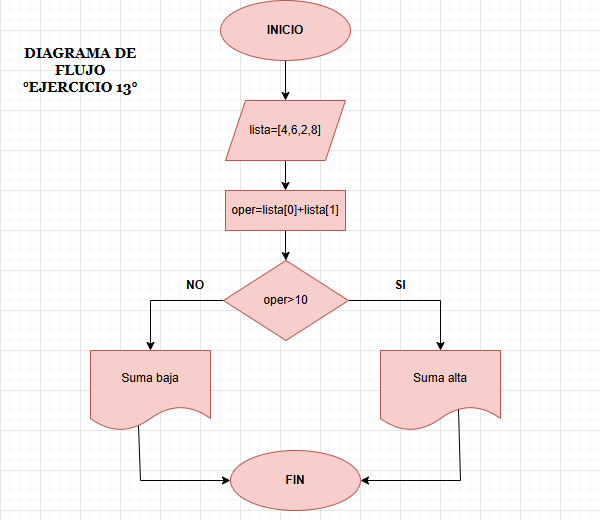 INICIO
DIAGRAMA DE
FLUJO
°EJERCICIO 13°
lista=[4,6,2,8]
oper=lista[0]+lista[1]
oper>10
NO
SI
Suma baja
Suma alta
FIN